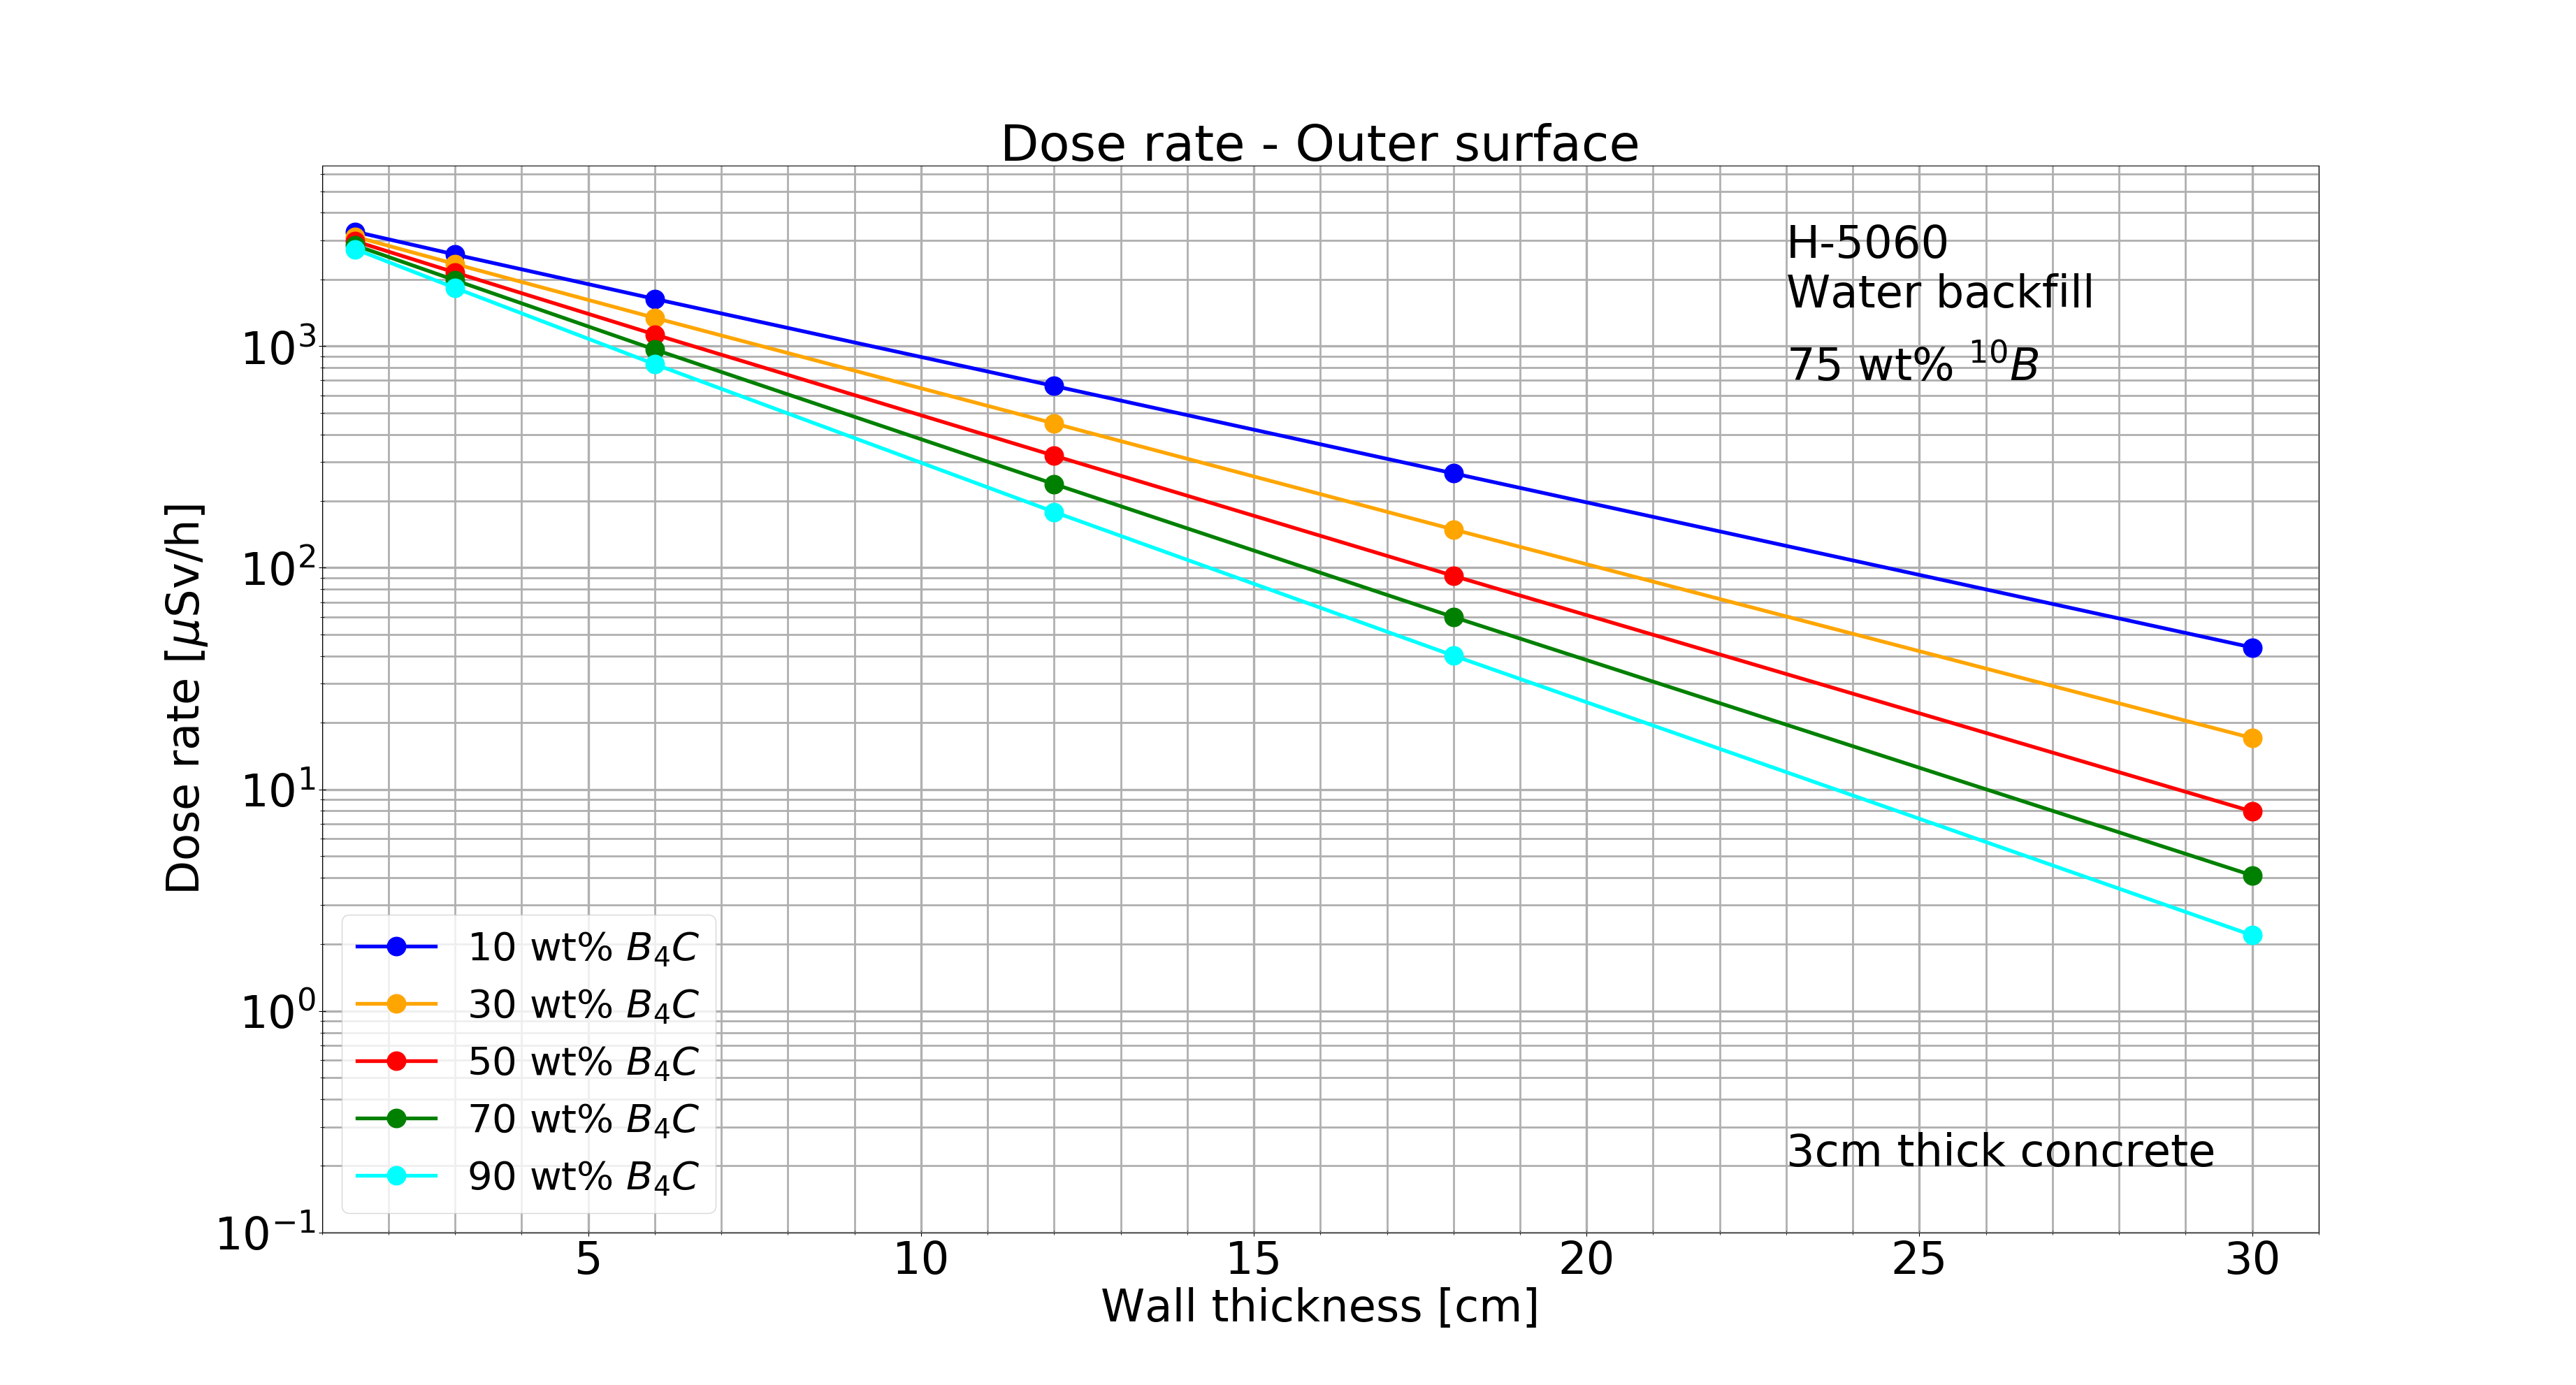 Dose rate - Outer surface
H-5060
Water backfill
75 wt% ¹⁰B
10³
10²
10¹
10⁰
10⁻¹
Dose rate [μSv/h]
10 wt% B₄C
30 wt% B₄C
50 wt% B₄C
70 wt% B₄C
90 wt% B₄C
3cm thick concrete
5 10 15 20 25 30
Wall thickness [cm]